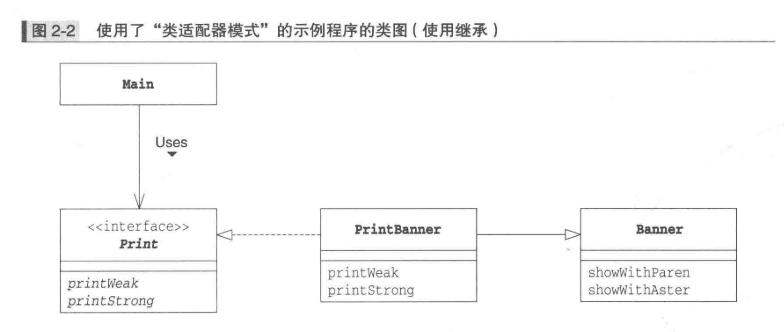 图 2-2 使用了“类适配器模式”的示例程序的类图（使用继承）
Main
Uses
<<interface>>
Print
printWeak
printStrong
PrintBanner
printWeak
printStrong
Banner
showWithParen
showWithAster